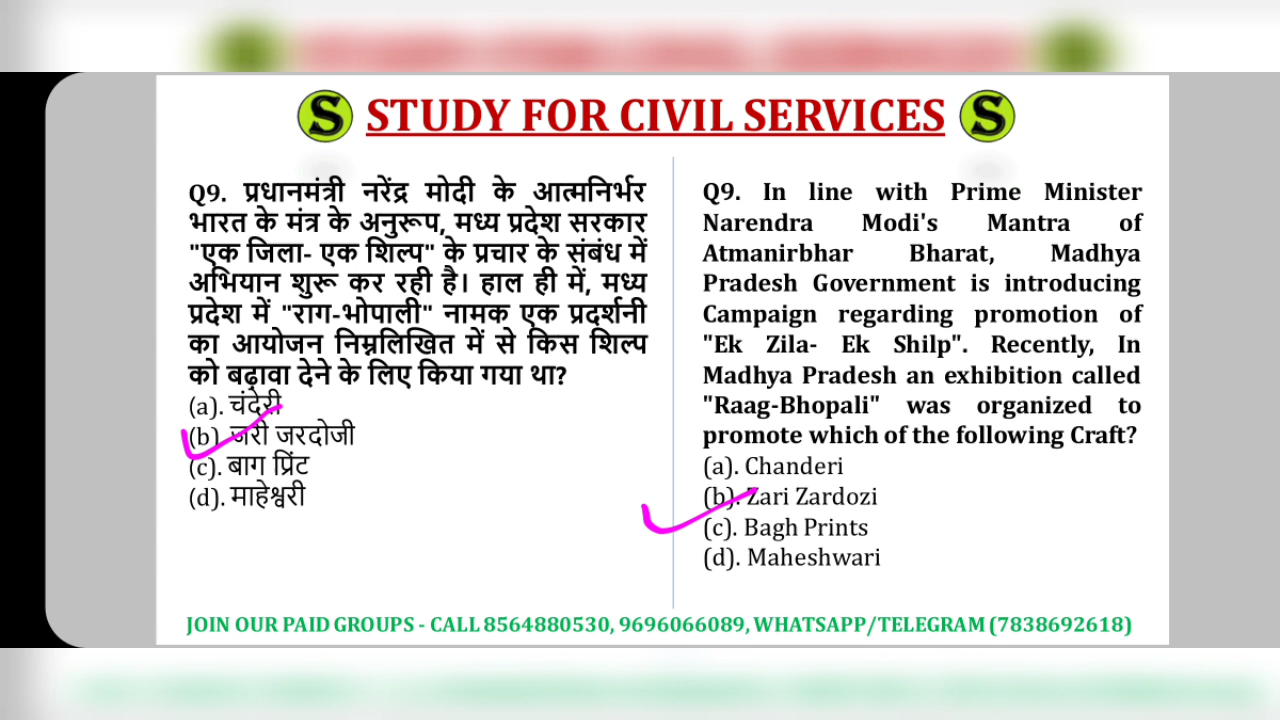 S STUDY FOR CIVIL SERVICES S
Q9. प्रधानमंत्री नरेंद्र मोदी के आत्मनिर्भर
भारत के मंत्र के अनुरूप, मध्य प्रदेश सरकार
"एक जिला- एक शिल्प" के प्रचार के संबंध में
अभियान शुरू कर रही है। हाल ही में, मध्य
प्रदेश में "राग-भोपाली" नामक एक प्रदर्शनी
का आयोजन निम्नलिखित में से किस शिल्प
को बढ़ावा देने के लिए किया गया था?
(a). चंदेरी
(b). जरी जरदोजी
(c). बाग प्रिंट
(d). माहेश्वरी
Q9. In line with Prime Minister
Narendra Modi's Mantra of
Atmanirbhar Bharat, Madhya
Pradesh Government is introducing
Campaign regarding promotion of
"Ek Zila- Ek Shilp". Recently, In
Madhya Pradesh an exhibition called
"Raag-Bhopali" was organized to
promote which of the following Craft?
(a). Chanderi
(b). Zari Zardozi
(c). Bagh Prints
(d). Maheshwari
JOIN OUR PAID GROUPS - CALL 8564880530, 9696066089, WHATSAPP/TELEGRAM (7838692618)